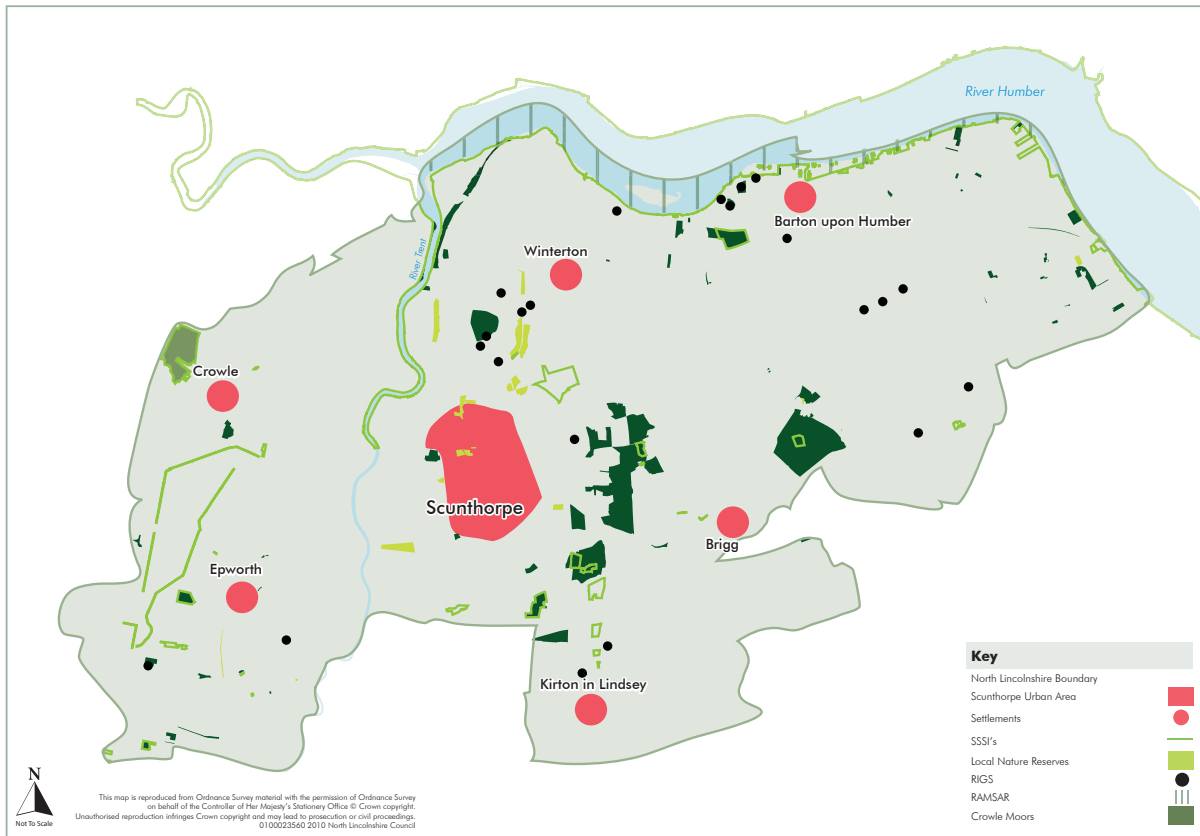 River Humber
Barton upon Humber
River Trent
Winterton
Crowle
Scunthorpe
Brigg
Epworth
Kirton in Lindsey
Key
North Lincolnshire Boundary
Scunthorpe Urban Area
Settlements
SSSI's
Local Nature Reserves
RIGS
RAMSAR
Crowle Moors
N
Not To Scale
This map is reproduced from Ordnance Survey material with the permission of Ordnance Survey
on behalf of the Controller of Her Majesty's Stationery Office © Crown copyright.
Unauthorised reproduction infringes Crown copyright and may lead to prosecution or civil proceedings.
0100023560 2010 North Lincolnshire Council